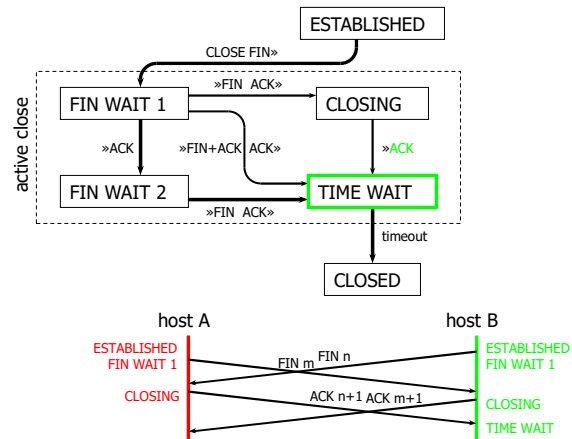 ESTABLISHED
CLOSE FIN»
active close
FIN WAIT 1
»FIN ACK»
CLOSING
»ACK
»FIN+ACK ACK»
»ACK
FIN WAIT 2
»FIN ACK»
TIME WAIT
timeout
CLOSED
host A
host B
ESTABLISHED
FIN WAIT 1
FIN m
FIN n
ESTABLISHED
FIN WAIT 1
CLOSING
ACK n+1
ACK m+1
CLOSING
TIME WAIT